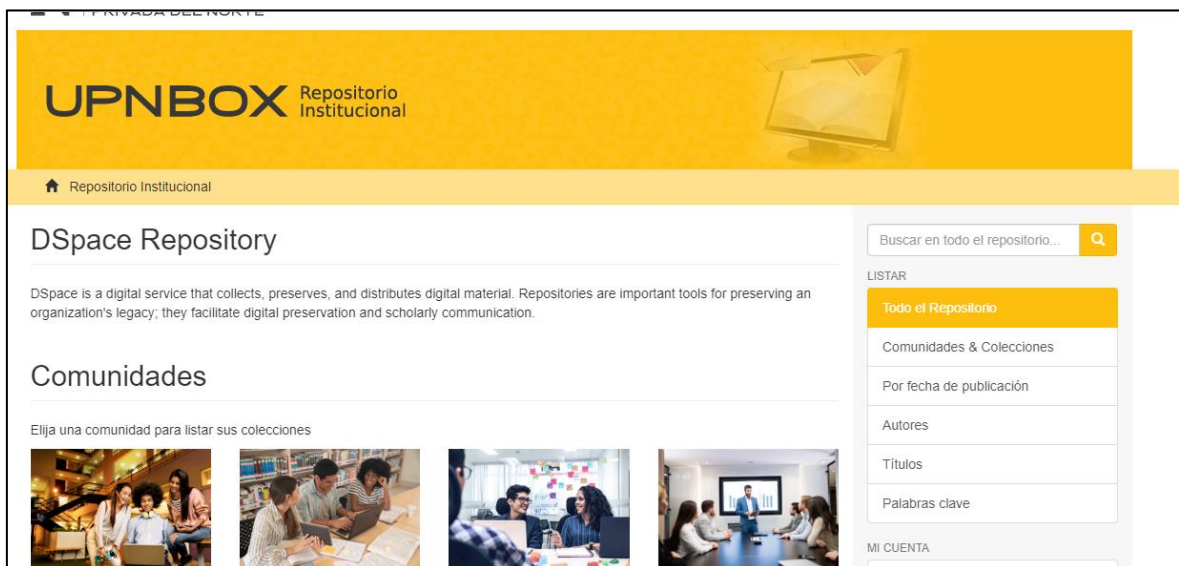 PRIVADA DEL NORTE
UPNBOX Repositorio
Institucional
Repositorio Institucional
DSpace Repository
DSpace is a digital service that collects, preserves, and distributes digital material. Repositories are important tools for preserving an
organization's legacy; they facilitate digital preservation and scholarly communication.
Comunidades
Elija una comunidad para listar sus colecciones
Buscar en todo el repositorio...
LISTAR
Todo el Repositorio
Comunidades & Colecciones
Por fecha de publicación
Autores
Títulos
Palabras clave
MI CUENTA